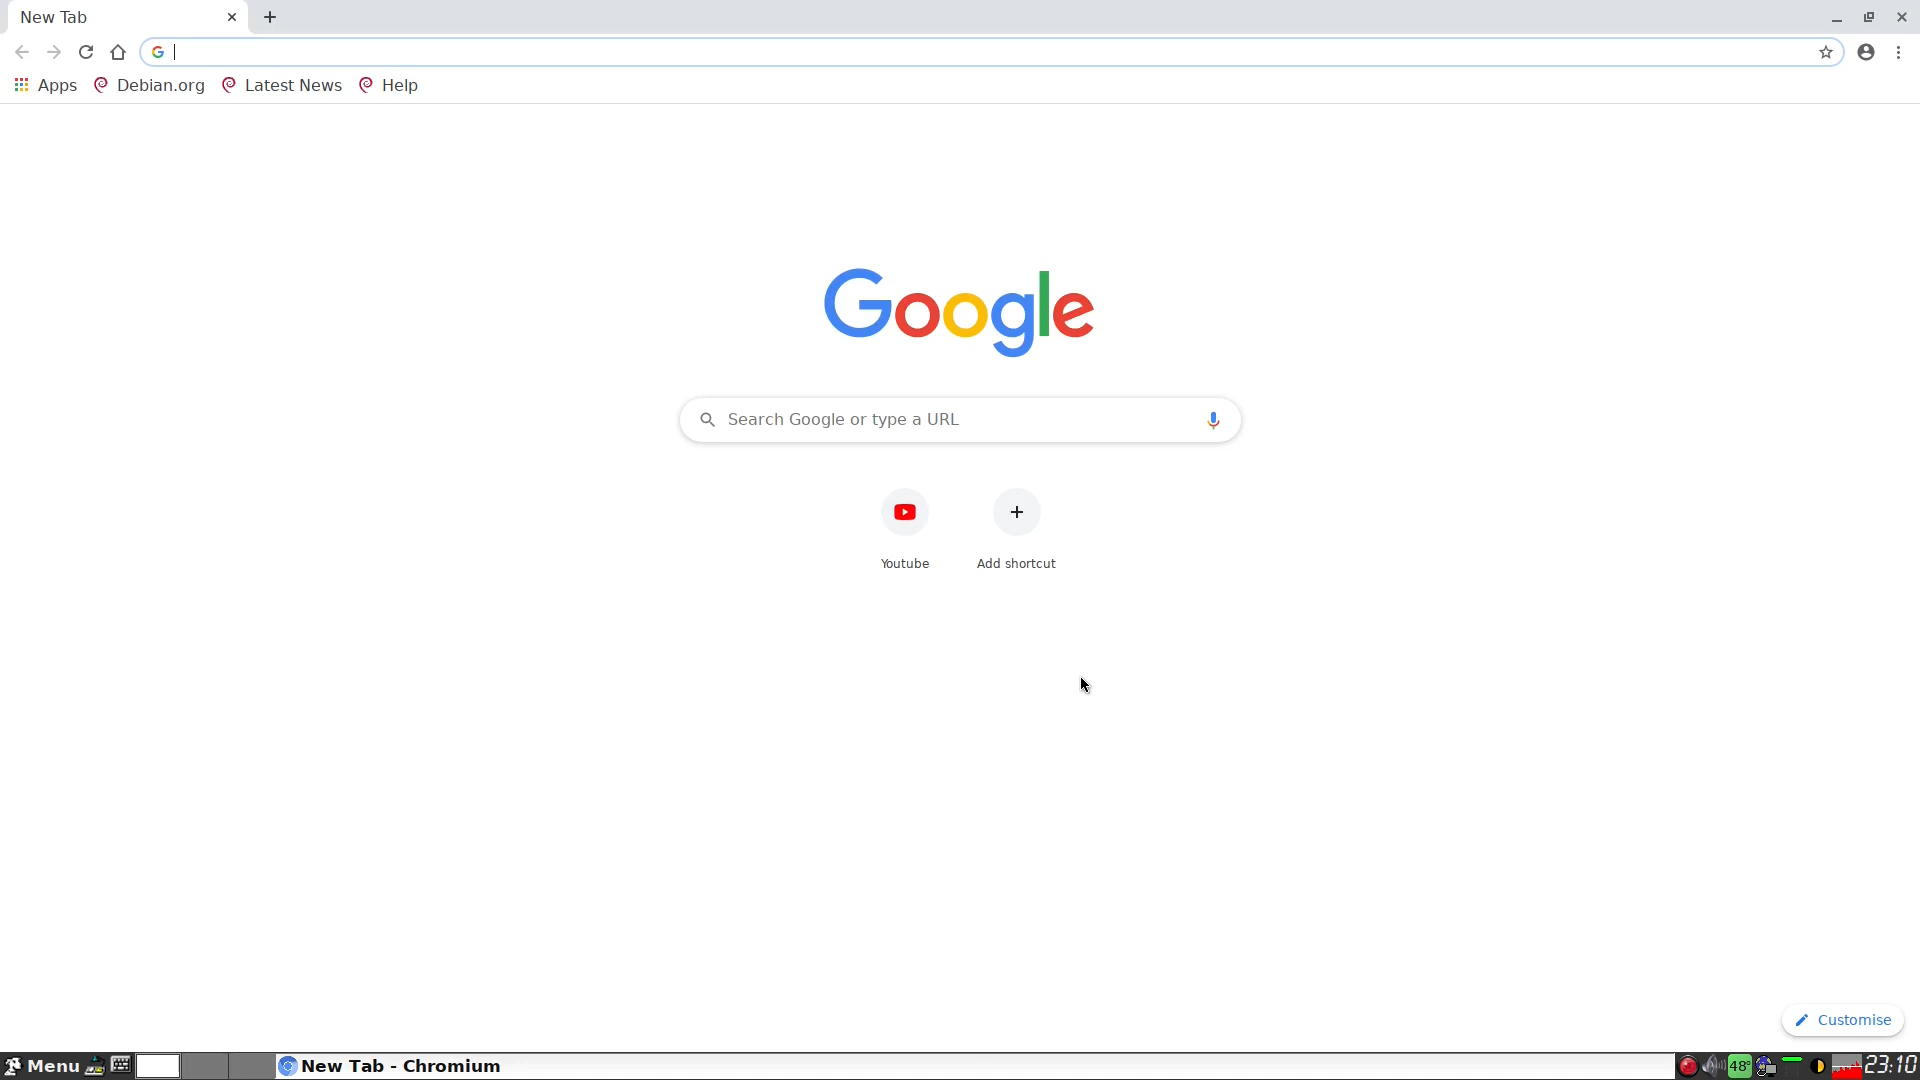 New Tab
Apps Debian.org Latest News Help
Google
Search Google or type a URL
Youtube Add shortcut
Customise
Menu New Tab - Chromium 48° 23:10